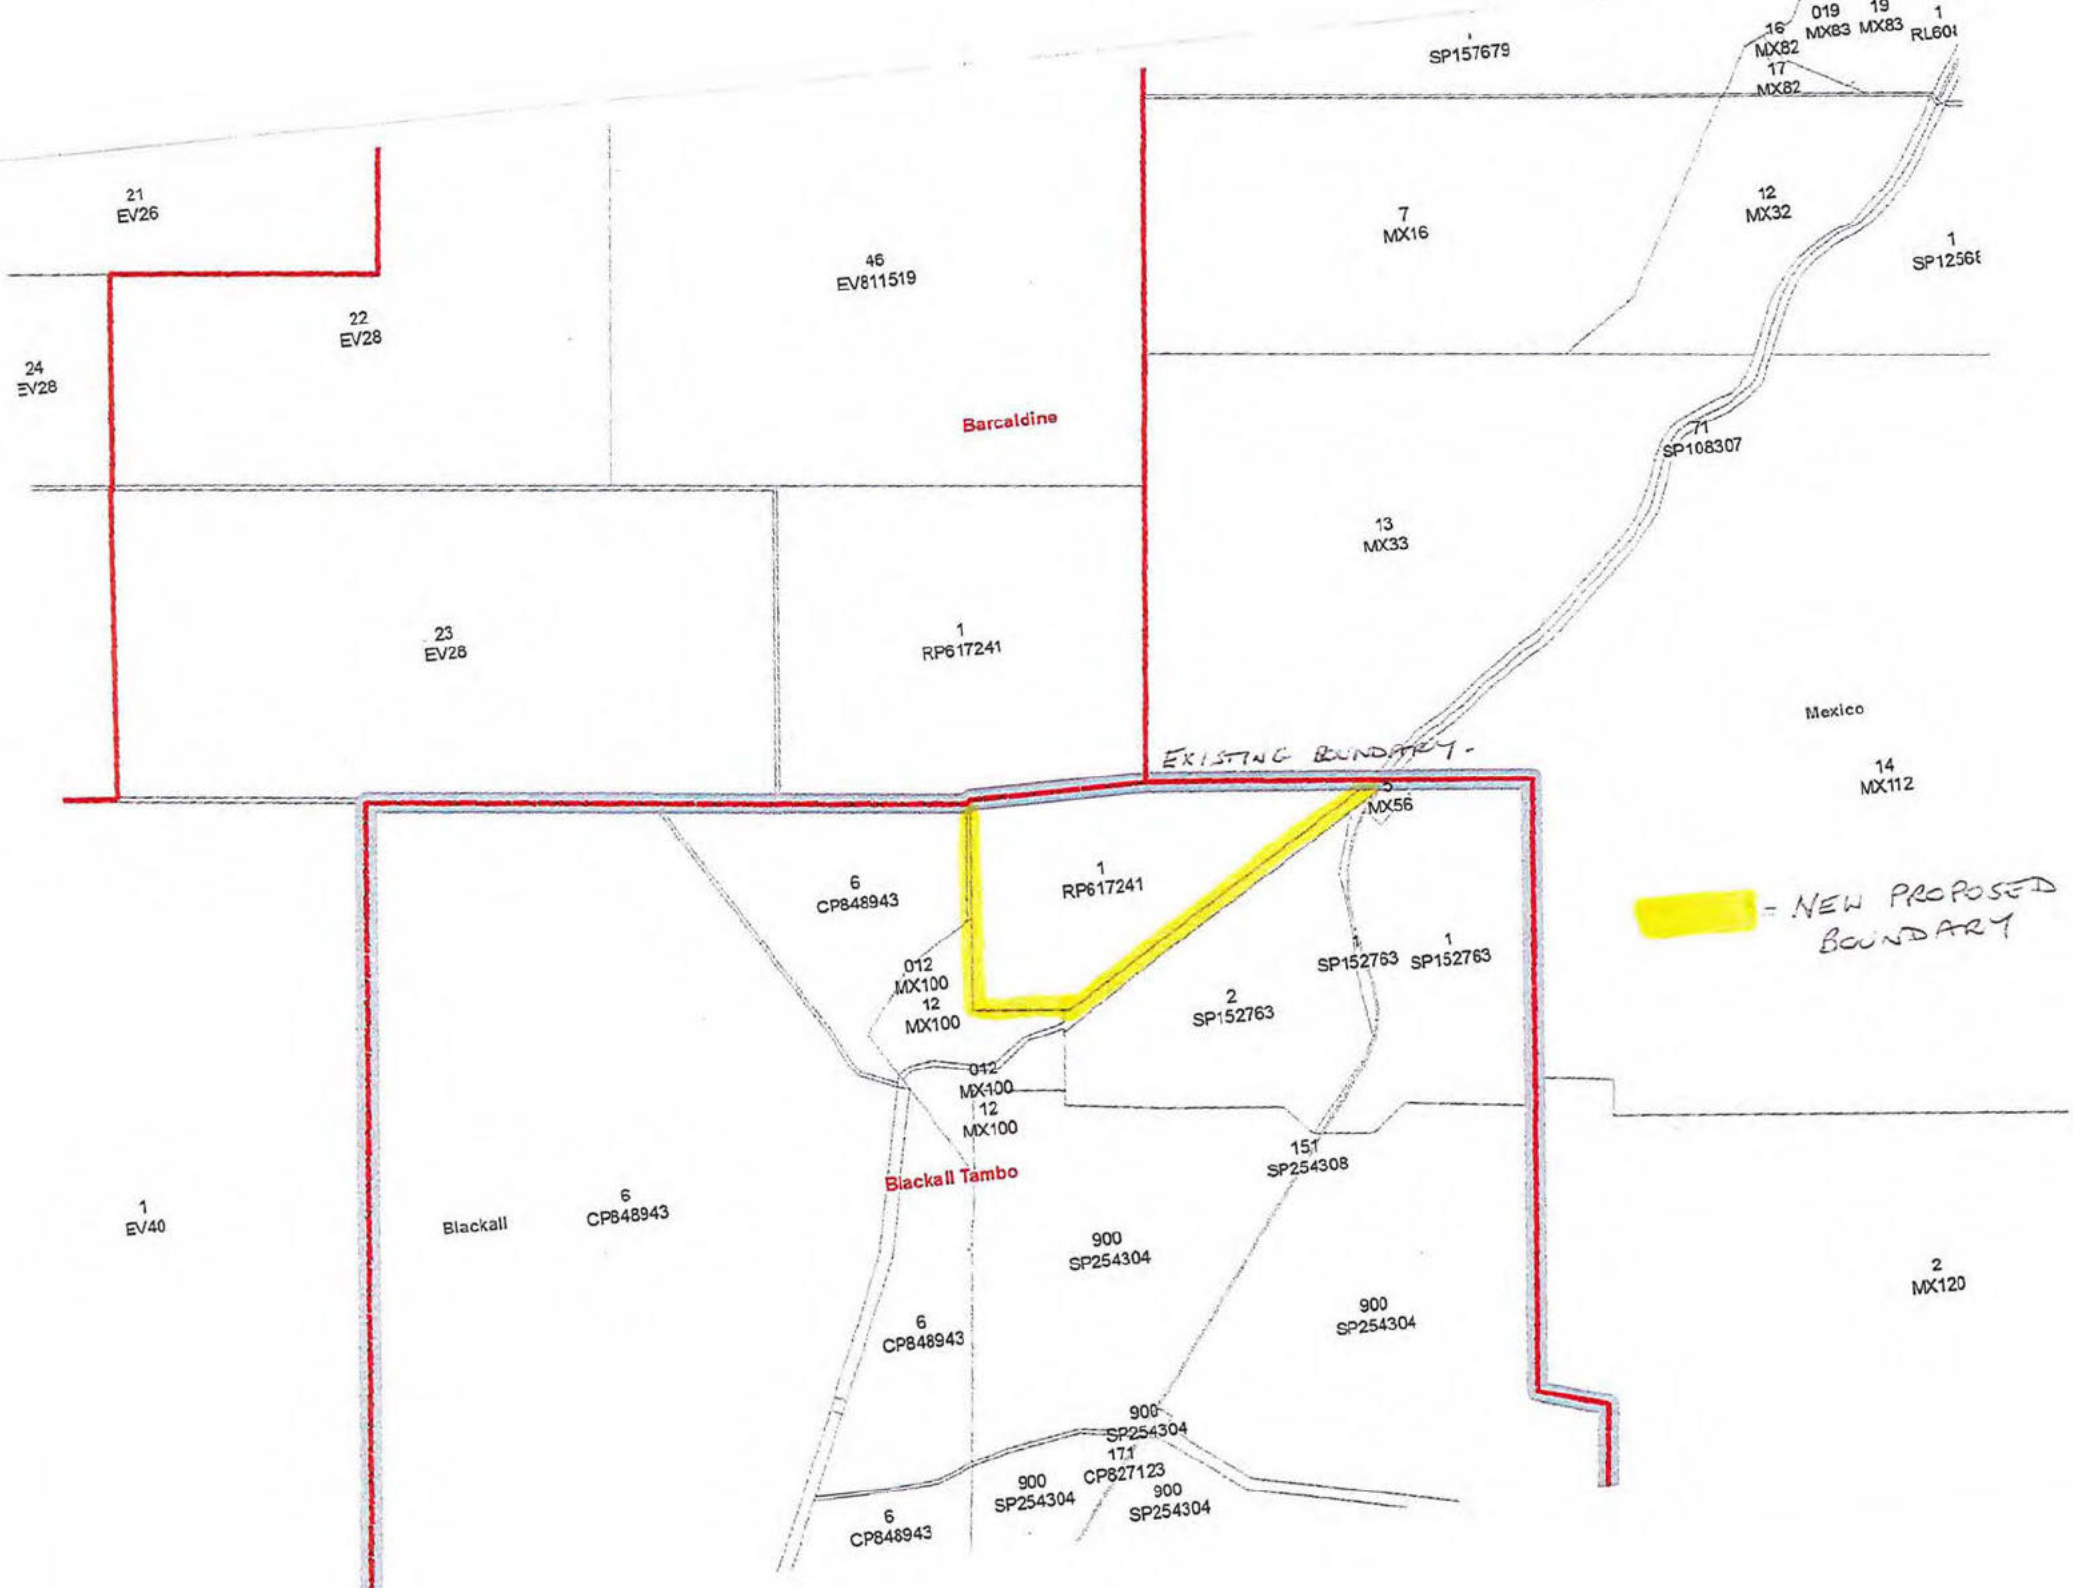 SP157679
16
MX82
019
MX83
19
MX83
1
17
MX82
21
EV26
46
EV811519
7
MX16
12
MX32
1
22
EV28
24
EV28
Barcaldine
71
SP108307
13
MX33
23
EV28
1
RP617241
Mexico
EXISTING BOUNDARY.
14
MX112
5
MX56
6
CP848943
1
RP617241
= NEW PROPOSED
BOUNDARY
012
MX100
12
MX100
2
SP152763
1
SP152763
1
SP152763
012
MX100
12
MX100
151
SP254308
Blackall Tambo
1
EV40
Blackall
6
CP848943
900
SP254304
2
MX120
6
CP848943
900
SP254304
900
SP254304
171
CP827123
900
SP254304
900
SP254304
6
CP848943